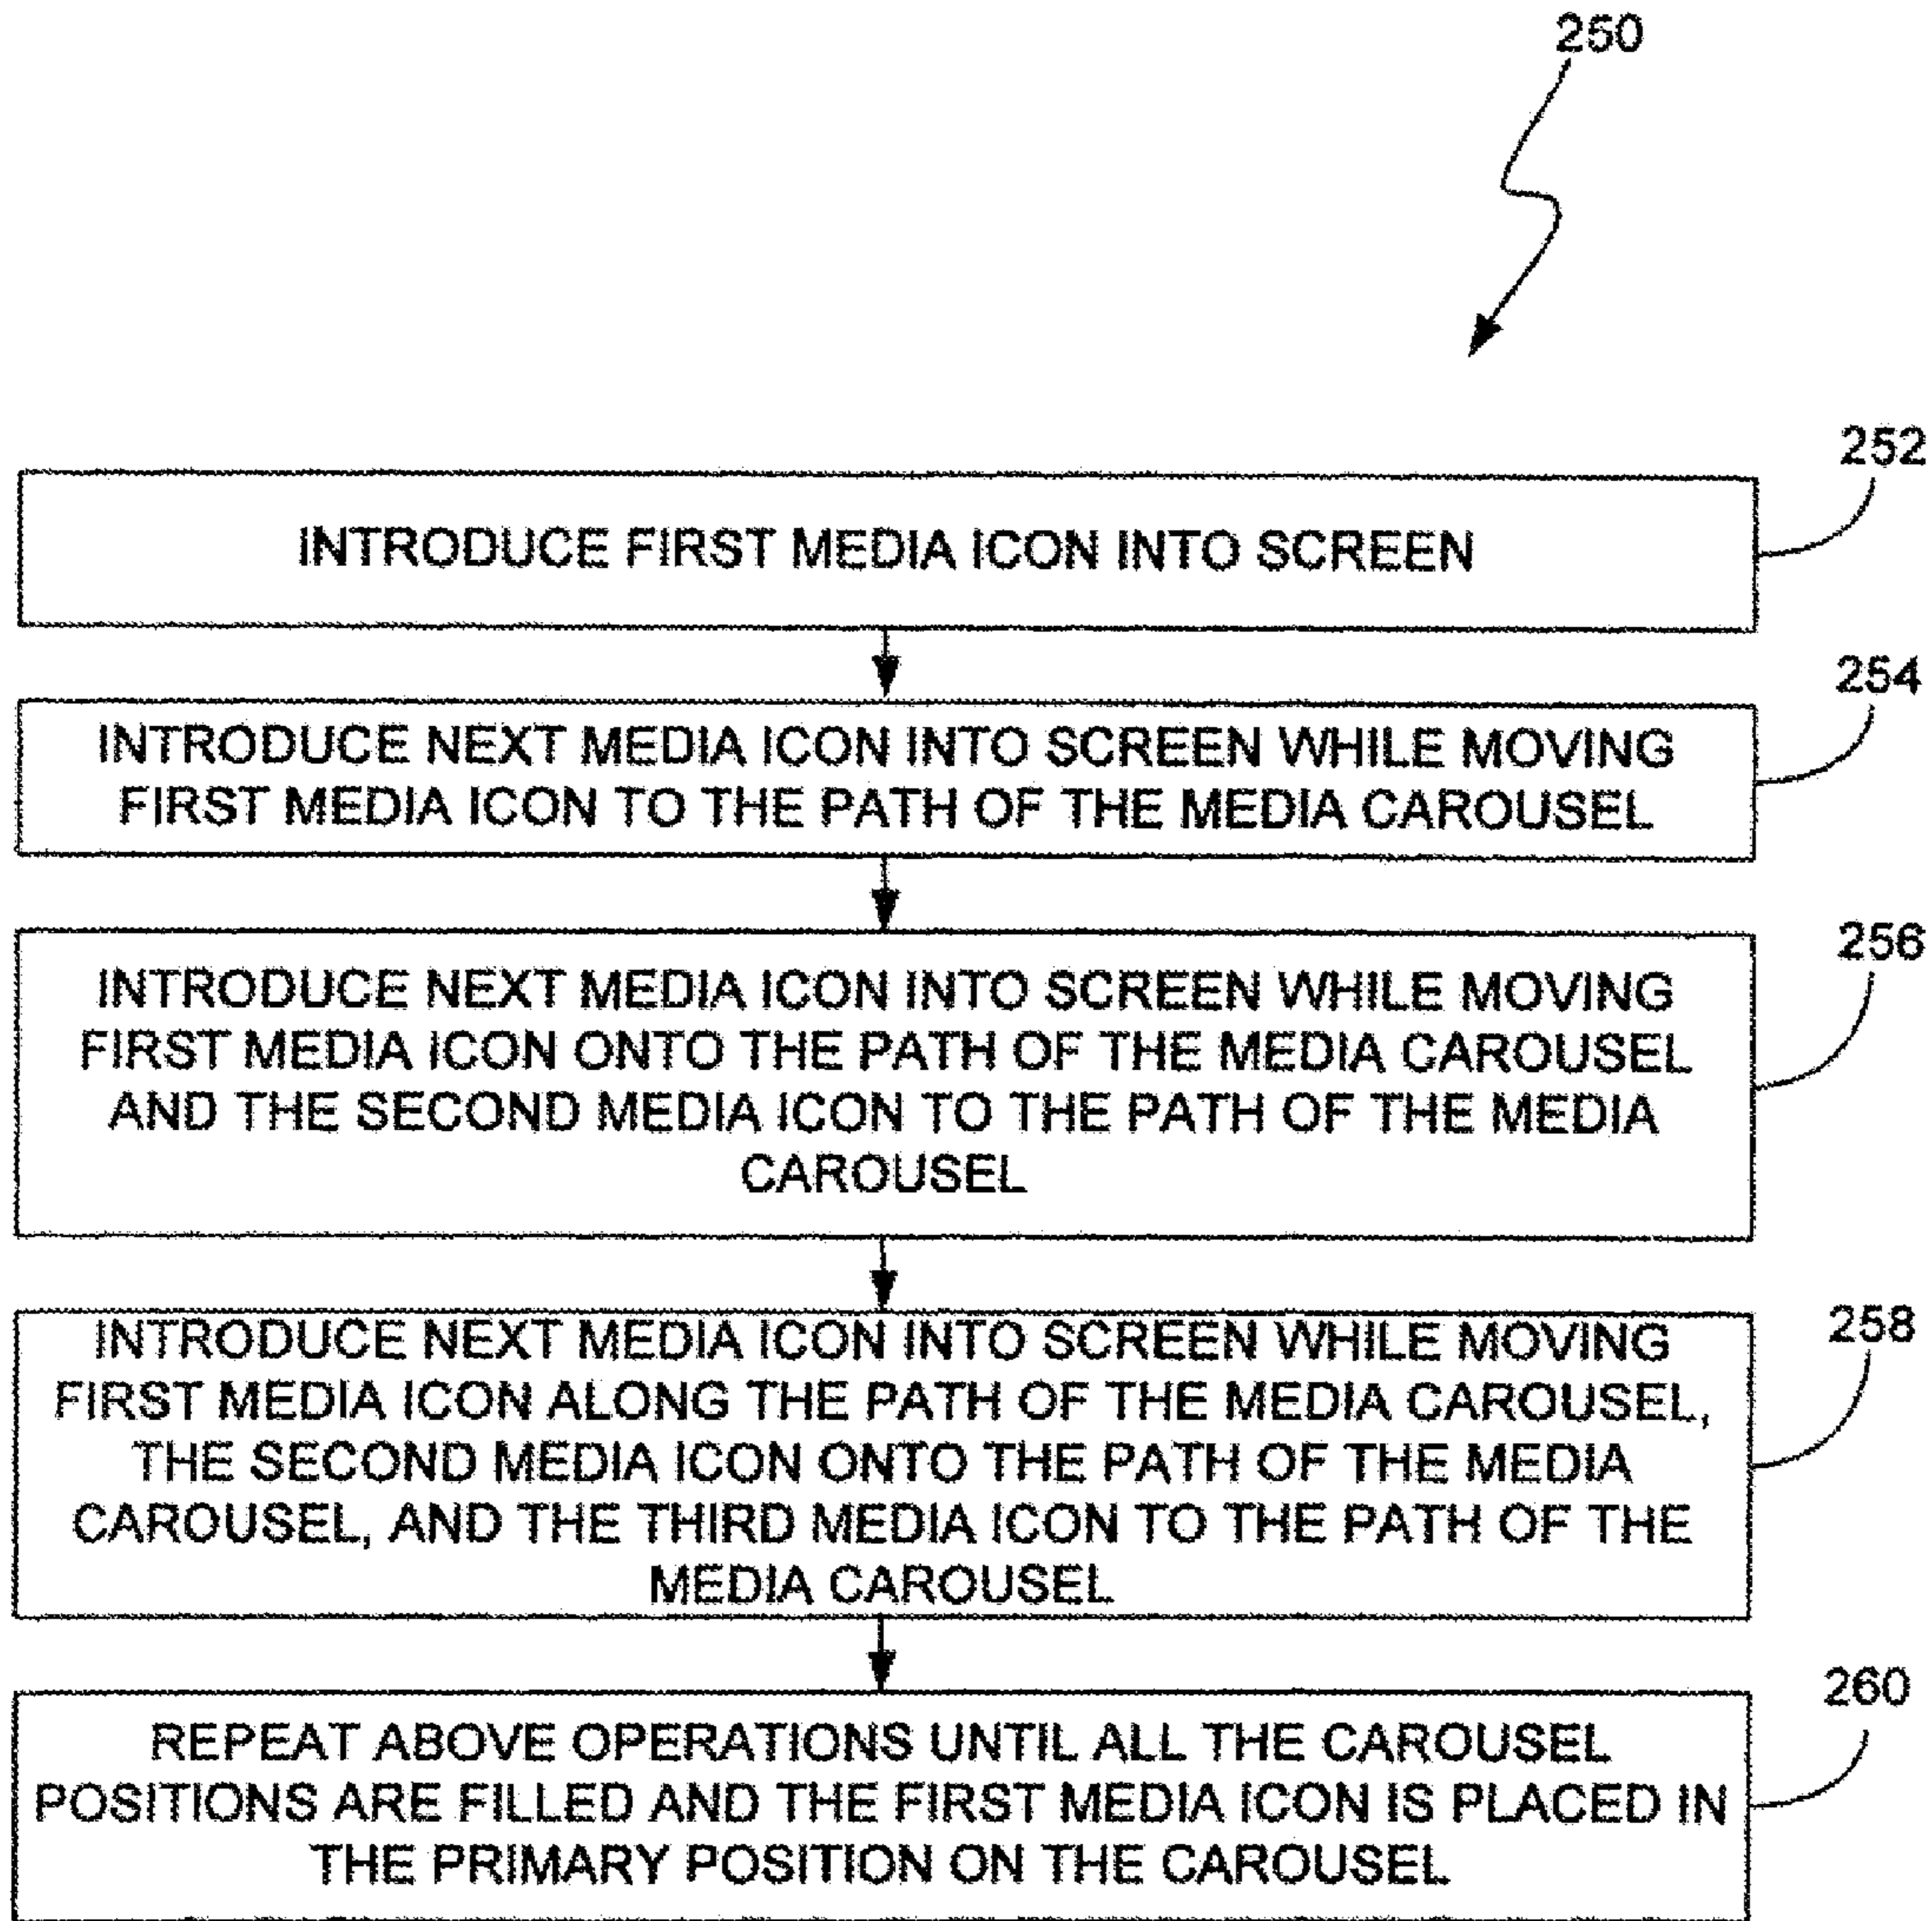 250
252
INTRODUCE FIRST MEDIA ICON INTO SCREEN
254
INTRODUCE NEXT MEDIA ICON INTO SCREEN WHILE MOVING
FIRST MEDIA ICON TO THE PATH OF THE MEDIA CAROUSEL
256
INTRODUCE NEXT MEDIA ICON INTO SCREEN WHILE MOVING
FIRST MEDIA ICON ONTO THE PATH OF THE MEDIA CAROUSEL
AND THE SECOND MEDIA ICON TO THE PATH OF THE MEDIA
CAROUSEL
258
INTRODUCE NEXT MEDIA ICON INTO SCREEN WHILE MOVING
FIRST MEDIA ICON ALONG THE PATH OF THE MEDIA CAROUSEL,
THE SECOND MEDIA ICON ONTO THE PATH OF THE MEDIA
CAROUSEL, AND THE THIRD MEDIA ICON TO THE PATH OF THE
MEDIA CAROUSEL
260
REPEAT ABOVE OPERATIONS UNTIL ALL THE CAROUSEL
POSITIONS ARE FILLED AND THE FIRST MEDIA ICON IS PLACED IN
THE PRIMARY POSITION ON THE CAROUSEL